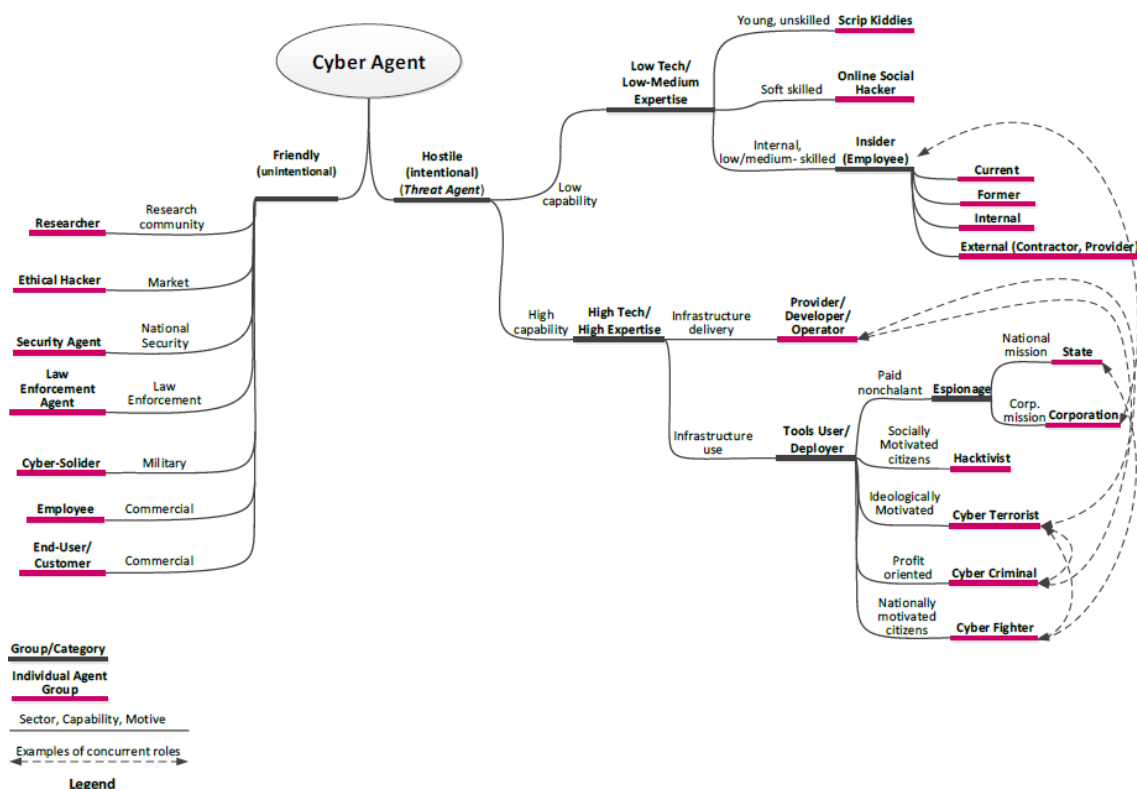 Cyber Agent
Friendly
(unintentional)
Research
community
Researcher
Market
Ethical Hacker
National
Security
Security Agent
Law
Enforcement
Law
Enforcement
Agent
Military
Cyber-Solider
Commercial
Employee
Commercial
End-User/
Customer
Hostile
(intentional)
(Threat Agent)
Low
capability
Low Tech/
Low-Medium
Expertise
Young, unskilled
Scrip Kiddies
Soft skilled
Online Social
Hacker
Internal,
low/medium- skilled
Insider
(Employee)
Current
Former
Internal
External (Contractor, Provider)
High
capability
High Tech/
High Expertise
Infrastructure
delivery
Provider/
Developer/
Operator
Infrastructure
use
Tools User/
Deployer
Paid
nonchalant
Espionage
National
mission
State
Corp.
mission
Corporation
Socially
Motivated
citizens
Hacktivist
Ideologically
Motivated
Cyber Terrorist
Profit
oriented
Cyber Criminal
Nationally
motivated
citizens
Cyber Fighter
Group/Category
Individual Agent
Group
Sector, Capability, Motive
Examples of concurrent roles
Legend